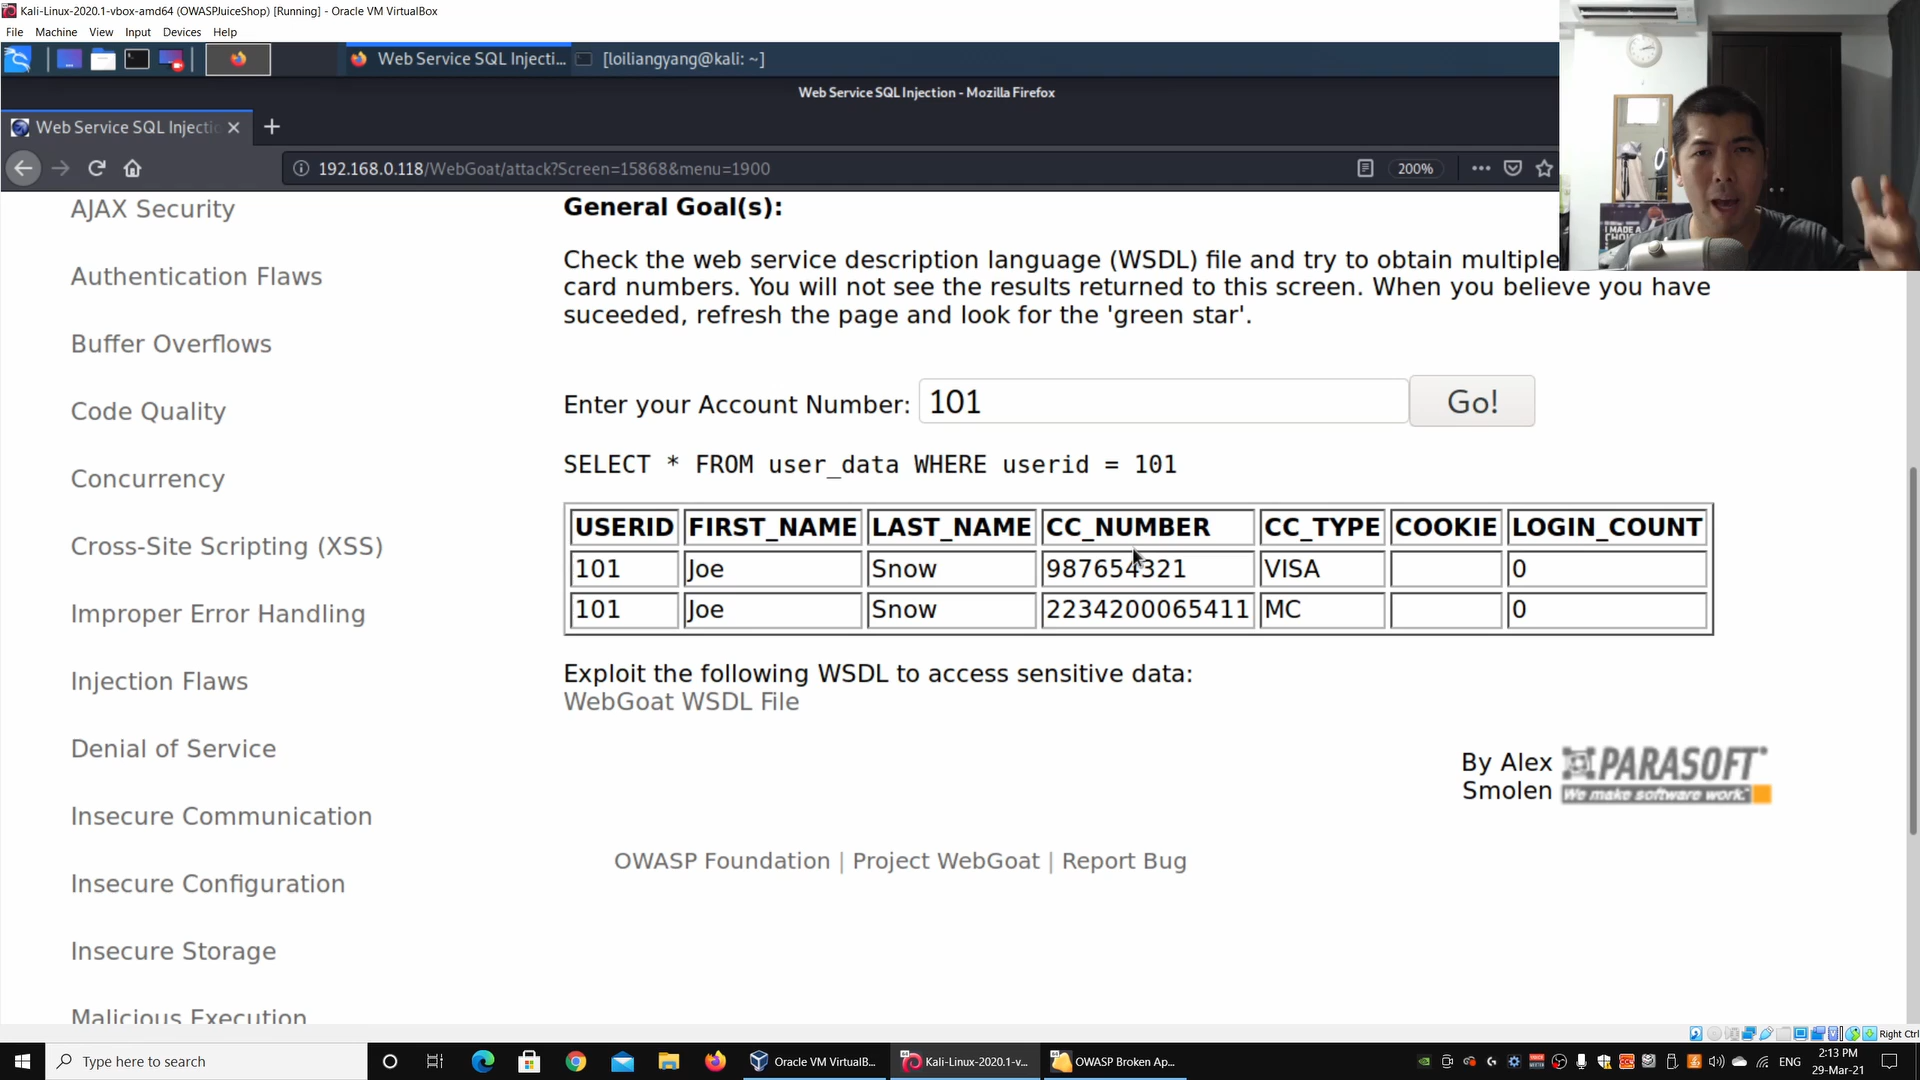 Kali-Linux-2020.1-vbox-amd64 (OWASPJuiceShop) [Running] - Oracle VM VirtualBox
File Machine View Input Devices Help
Web Service SQL Injecti... [loiliangyang@kali: ~]
Web Service SQL Injection - Mozilla Firefox
Web Service SQL Injectio
192.168.0.118/WebGoat/attack?Screen=15868&menu=1900 200%
AJAX Security
Authentication Flaws
Buffer Overflows
Code Quality
Concurrency
Cross-Site Scripting (XSS)
Improper Error Handling
Injection Flaws
Denial of Service
Insecure Communication
Insecure Configuration
Insecure Storage
Malicious Execution
General Goal(s):
Check the web service description language (WSDL) file and try to obtain multiple
card numbers. You will not see the results returned to this screen. When you believe you have
suceeded, refresh the page and look for the 'green star'.
Enter your Account Number: 101 Go!
SELECT * FROM user_data WHERE userid = 101
USERID FIRST_NAME LAST_NAME CC_NUMBER CC_TYPE COOKIE LOGIN_COUNT
101 Joe Snow 987654321 VISA 0
101 Joe Snow 2234200065411 MC 0
Exploit the following WSDL to access sensitive data:
WebGoat WSDL File
By Alex
Smolen
PARASOFT
We make software work.
OWASP Foundation | Project WebGoat | Report Bug
I MADE A
Right Ctrl
Type here to search
Oracle VM VirtualB...
Kali-Linux-2020.1-v...
OWASP Broken Ap...
ENG
2:13 PM
29-Mar-21